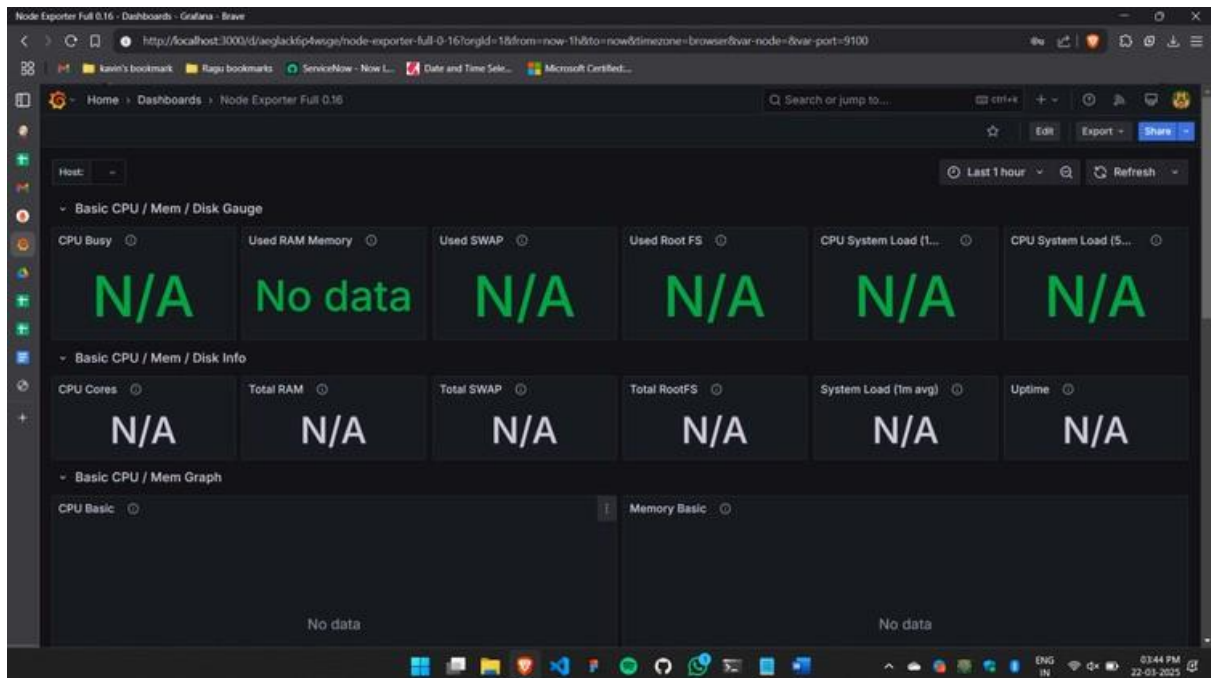 Node Exporter Full 0.16 - Dashboards - Grafana - Brave
http://localhost:3000/d/aeglack6p4wsge/node-exporter-full-0-16?orgId=1&from=now-1h&to=now&timezone=browser&var-node=&var-port=9100
kavin's bookmark Ragu bookmarks ServiceNow - Now L... Date and Time Sele... Microsoft Certified:...
Home › Dashboards › Node Exporter Full 0.16 Search or jump to... ctrl+k
Edit Export Share
Host: Last 1 hour Refresh
Basic CPU / Mem / Disk Gauge
CPU Busy Used RAM Memory Used SWAP Used Root FS CPU System Load (1... CPU System Load (5...
N/A No data N/A N/A N/A N/A
Basic CPU / Mem / Disk Info
CPU Cores Total RAM Total SWAP Total RootFS System Load (1m avg) Uptime
N/A N/A N/A N/A N/A N/A
Basic CPU / Mem Graph
CPU Basic Memory Basic
No data No data
ENG 03:44 PM
IN 22-03-2025